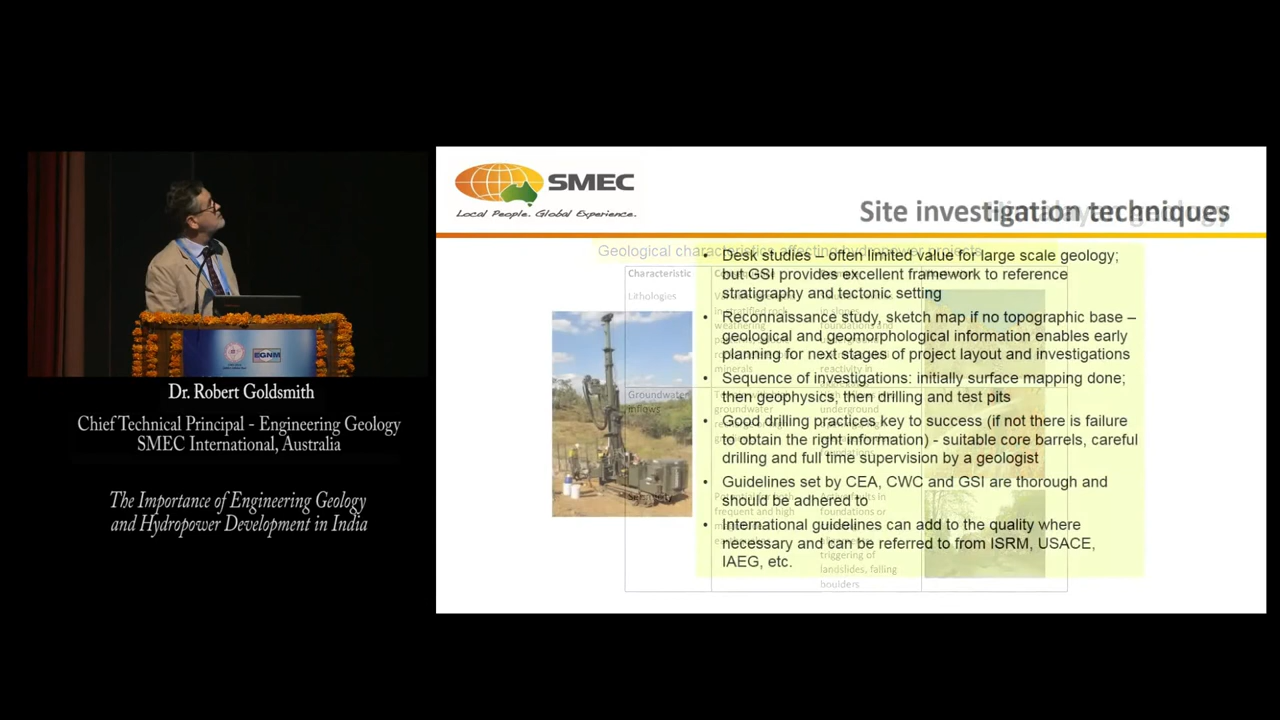 SMEC
Local People. Global Experience.
Site investigation techniques
geology
Geological characteristics affecting hydropower projects
• Desk studies – often limited value for large scale geology;
but GSI provides excellent framework to reference
stratigraphy and tectonic setting
• Reconnaissance study, sketch map if no topographic base –
geological and geomorphological information enables early
planning for next stages of project layout and investigations
• Sequence of investigations: initially surface mapping done;
then geophysics, then drilling and test pits
• Good drilling practices key to success (if not there is failure
to obtain the right information) - suitable core barrels, careful
drilling and full time supervision by a geologist
• Guidelines set by CEA, CWC and GSI are thorough and
should be adhered to
• International guidelines can add to the quality where
necessary and can be referred to from ISRM, USACE,
IAEG, etc.
Characteristic
Lithologies
weathering
minerals
reactivity in
Groundwater
inflows
groundwater
underground
frequent and high
foundations or
triggering of
landslides, falling
boulders
EGNM
Dr. Robert Goldsmith
Chief Technical Principal - Engineering Geology
SMEC International, Australia
The Importance of Engineering Geology
and Hydropower Development in India